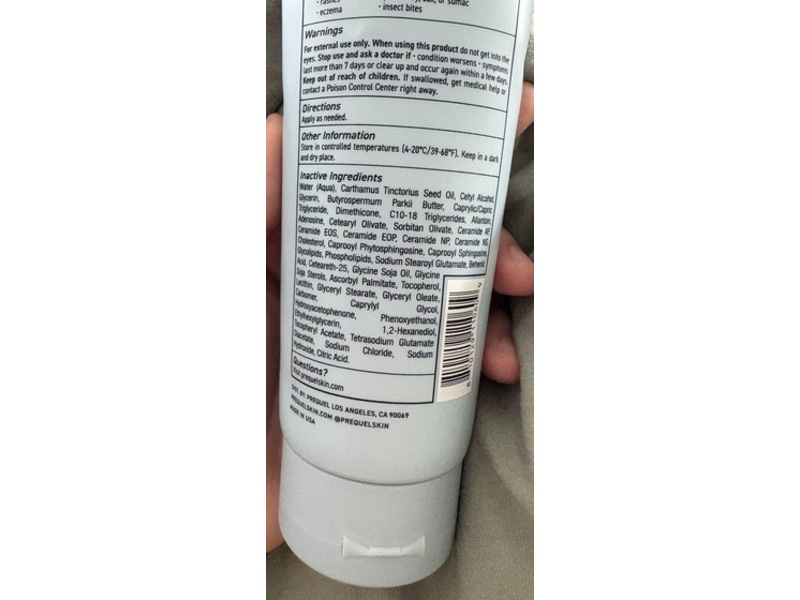 • rashes
• eczema
or sumac
• insect bites
Warnings
For external use only. When using this product do not get into the
eyes. Stop use and ask a doctor if • condition worsens • symptoms
last more than 7 days or clear up and occur again within a few days.
Keep out of reach of children. If swallowed, get medical help or
contact a Poison Control Center right away.
Directions
Apply as needed.
Other Information
Store in controlled temperatures (4-20°C/39-68°F). Keep in a dark
and dry place.
Inactive Ingredients
Water (Aqua), Carthamus Tinctorius Seed Oil, Cetyl Alcohol,
Glycerin, Butyrospermum Parkii Butter, Caprylic/Capric
Triglyceride, Dimethicone, C10-18 Triglycerides, Allantoin,
Adenosine, Cetearyl Olivate, Sorbitan Olivate, Ceramide AP,
Ceramide EOS, Ceramide EOP, Ceramide NP, Ceramide NS,
Cholesterol, Caprooyl Phytosphingosine, Caprooyl Sphingosine,
Glycolipids, Phospholipids, Sodium Stearoyl Glutamate, Behenic
Acid, Ceteareth-25, Glycine Soja Oil, Glycine
Soja Sterols, Ascorbyl Palmitate, Tocopherol,
Lecithin, Glyceryl Stearate, Glyceryl Oleate,
Carbomer, Caprylyl Glycol,
Hydroxyacetophenone, Phenoxyethanol,
Ethylhexylglycerin, 1,2-Hexanediol,
Tocopheryl Acetate, Tetrasodium Glutamate
Diacetate, Sodium Chloride, Sodium
Hydroxide, Citric Acid.
Questions?
Visit prequelskin.com
DIST. BY: PREQUEL LOS ANGELES, CA 90069
PREQUELSKIN.COM @PREQUELSKIN
MADE IN USA